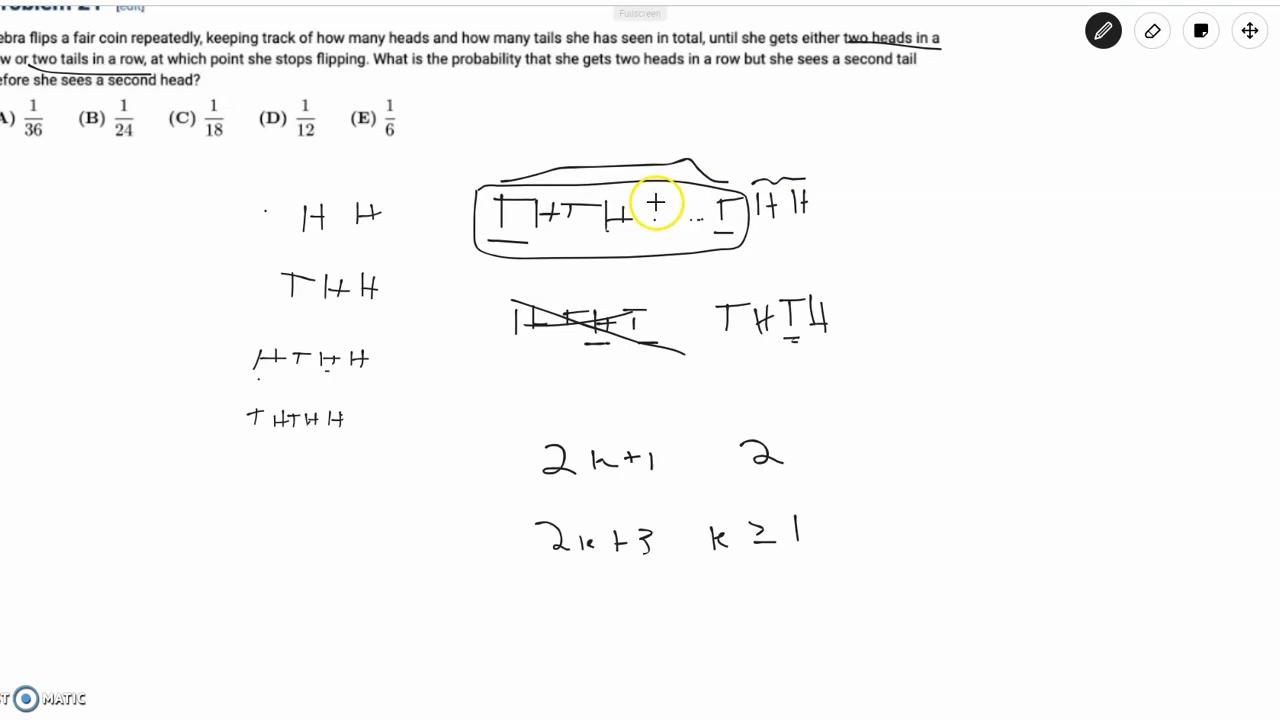 Fullscreen
[edit]
ebra flips a fair coin repeatedly, keeping track of how many heads and how many tails she has seen in total, until she gets either two heads in a
w or two tails in a row, at which point she stops flipping. What is the probability that she gets two heads in a row but she sees a second tail
efore she sees a second head?
A) 1/36 (B) 1/24 (C) 1/18 (D) 1/12 (E) 1/6
T H T H ... T H H
H H
T H H
T H T H
H T H H
T H T H H
2k+1 2
2k+3 k ≥ 1
MATIC